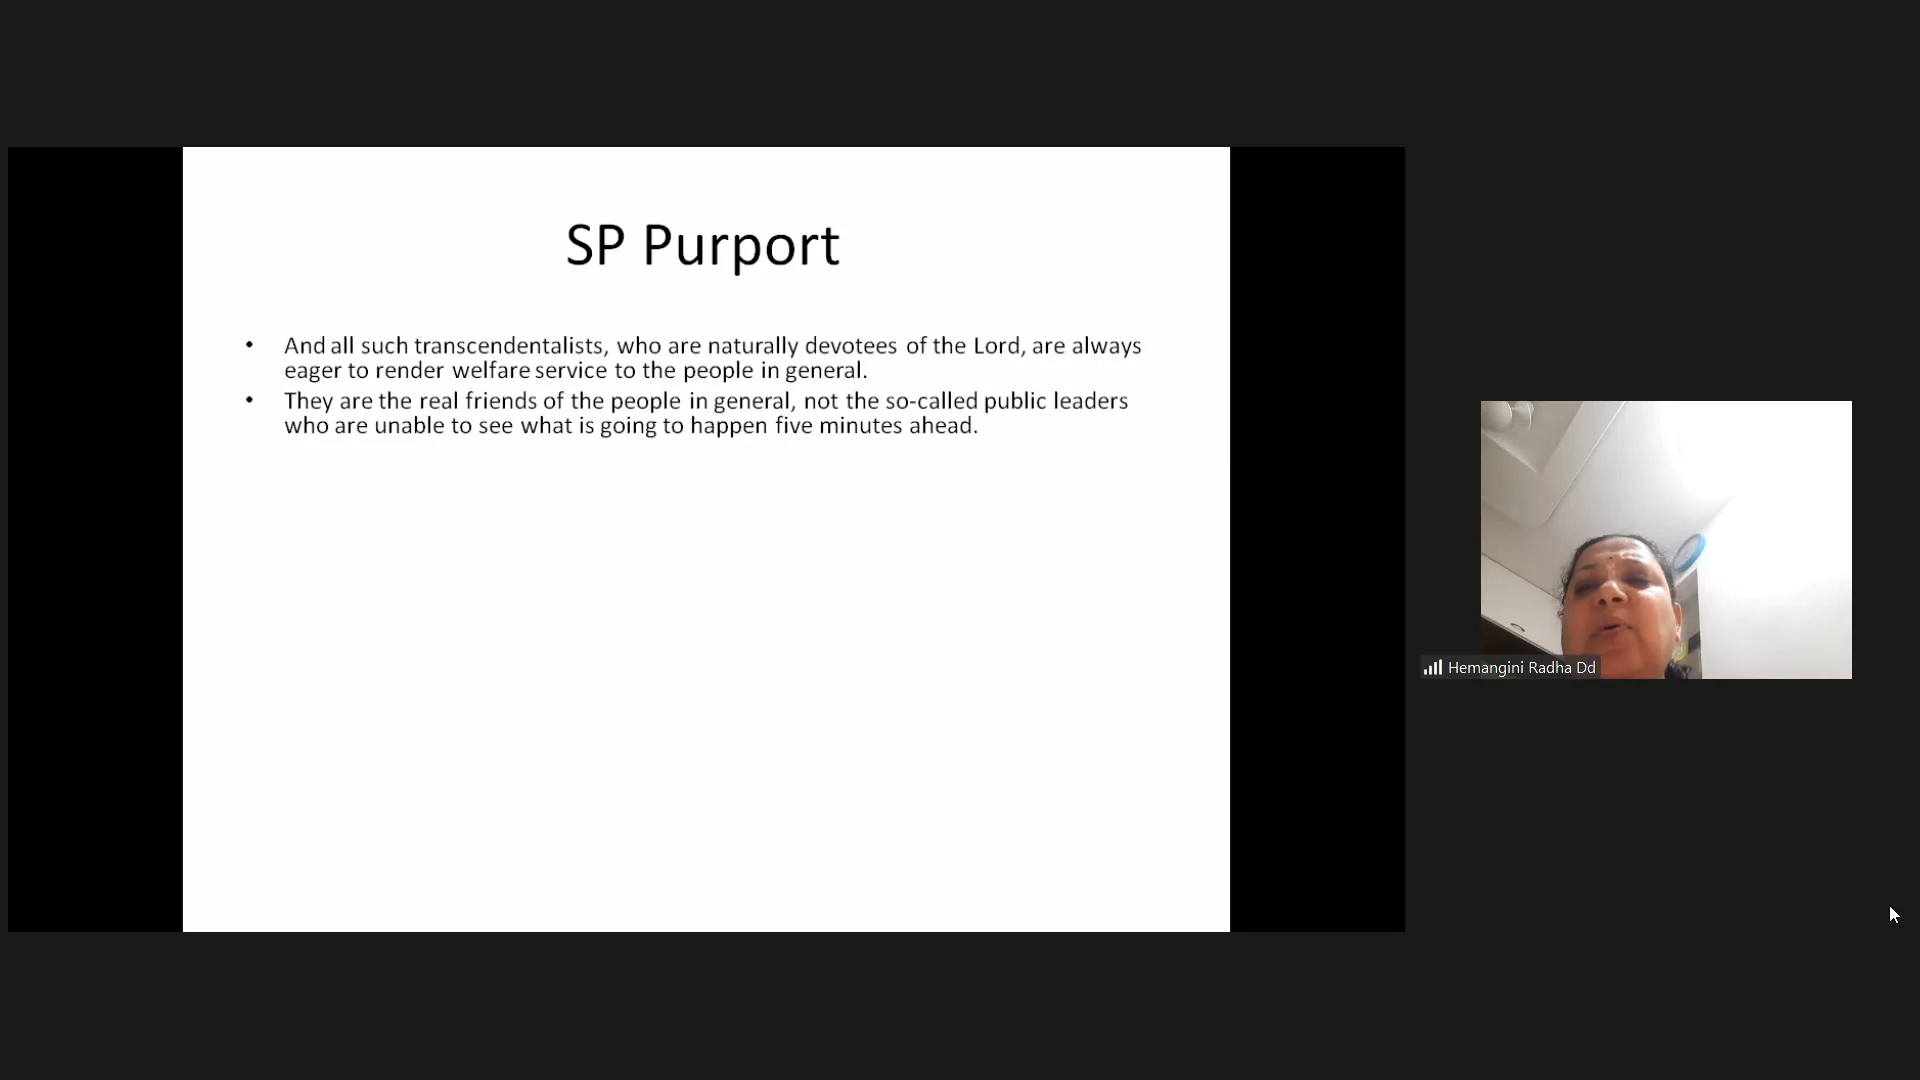 SP Purport
• And all such transcendentalists, who are naturally devotees of the Lord, are always
eager to render welfare service to the people in general.
• They are the real friends of the people in general, not the so-called public leaders
who are unable to see what is going to happen five minutes ahead.
Hemangini Radha Dd